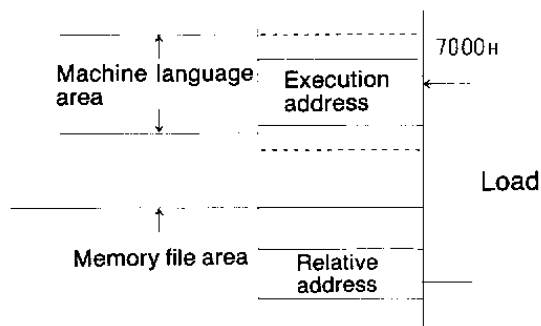 7000H
Machine language
area
Execution
address
Load
Memory file area
Relative
address